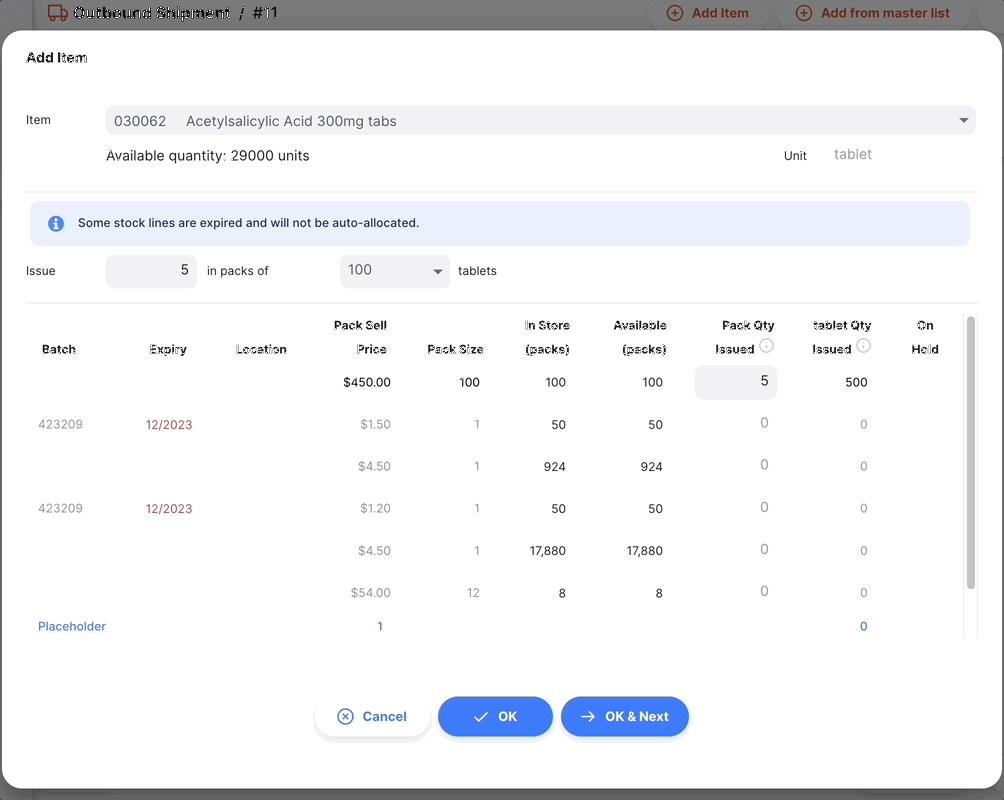 Outbound Shipment / #11
Add Item
Add from master list
Add Item
Item
030062 Acetylsalicylic Acid 300mg tabs
Available quantity: 29000 units
Unit tablet
Some stock lines are expired and will not be auto-allocated.
Issue 5 in packs of 100 tablets
Pack Sell In Store Available Pack Qty tablet Qty On
Batch Expiry Location Price Pack Size (packs) (packs) Issued Issued Hold
$450.00 100 100 100 5 500
423209 12/2023 $1.50 1 50 50 0 0
$4.50 1 924 924 0 0
423209 12/2023 $1.20 1 50 50 0 0
$4.50 1 17,880 17,880 0 0
$54.00 12 8 8 0 0
Placeholder 1 0
Cancel OK OK & Next